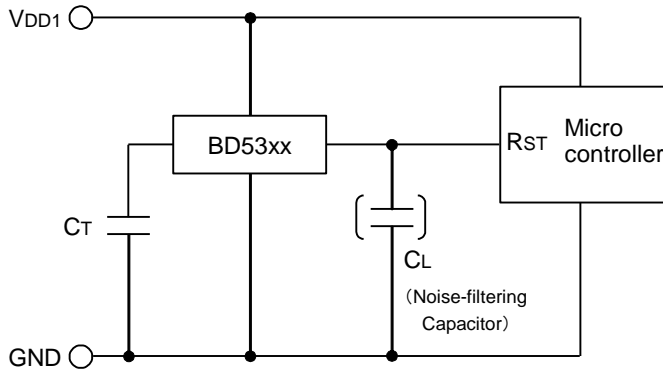 VDD1
BD53xx
RST
Micro
controller
CT
CL
（Noise-filtering
Capacitor）
GND